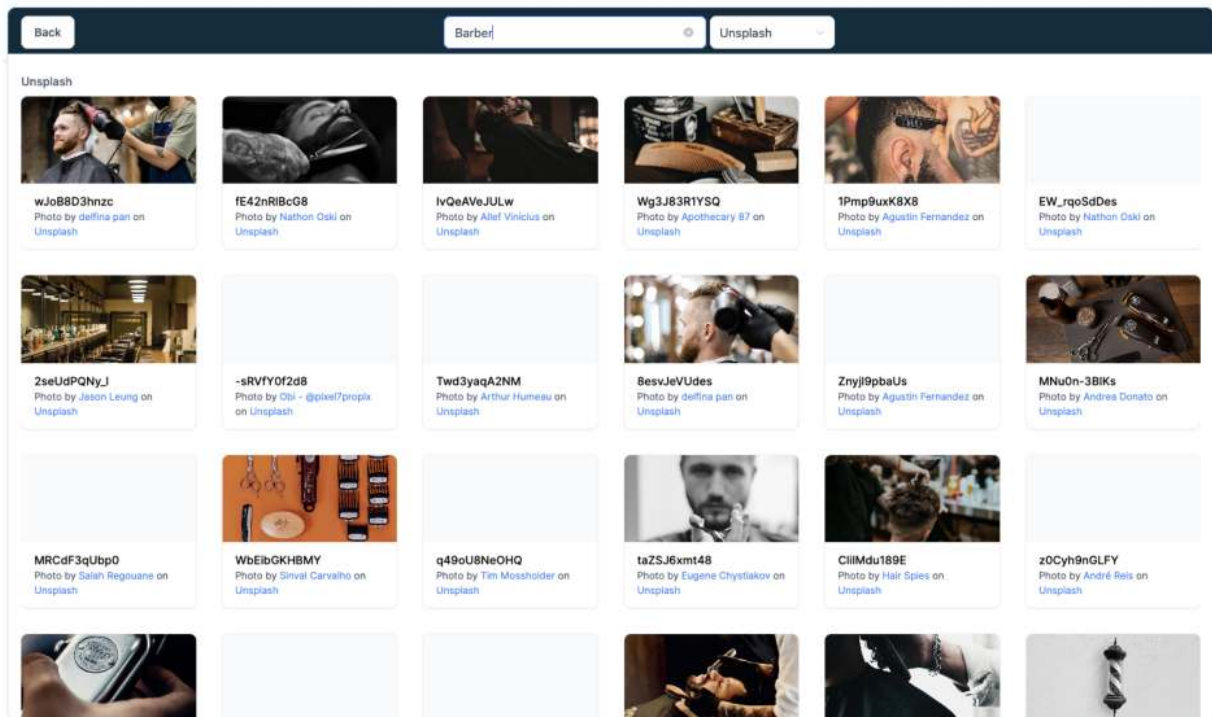 Back
Barber
Unsplash
Unsplash
wJoB8D3hnzc
Photo by delfina pan on
Unsplash
fE42nRlBcG8
Photo by Nathon Oski on
Unsplash
IvQeAVeJULw
Photo by Allef Vinicius on
Unsplash
Wg3J83R1YSQ
Photo by Apothecary 87 on
Unsplash
1Pmp9uxK8X8
Photo by Agustin Fernandez on
Unsplash
EW_rqoSdDes
Photo by Nathon Oski on
Unsplash
2seUdPQNy_I
Photo by Jason Leung on
Unsplash
-sRVfY0f2d8
Photo by Obi - @pixel7propix
on Unsplash
Twd3yaqA2NM
Photo by Arthur Humeau on
Unsplash
8esvJeVUdes
Photo by delfina pan on
Unsplash
Znyjl9pbaUs
Photo by Agustin Fernandez on
Unsplash
MNu0n-3BIKs
Photo by Andrea Donato on
Unsplash
MRCdF3qUbp0
Photo by Salah Regouane on
Unsplash
WbEibGKHBMY
Photo by Sinval Carvalho on
Unsplash
q49oU8NeOHQ
Photo by Tim Mossholder on
Unsplash
taZSJ6xmt48
Photo by Eugene Chystiakov on
Unsplash
CliIMdu189E
Photo by Hair Spies on
Unsplash
z0Cyh9nGLFY
Photo by André Reis on
Unsplash